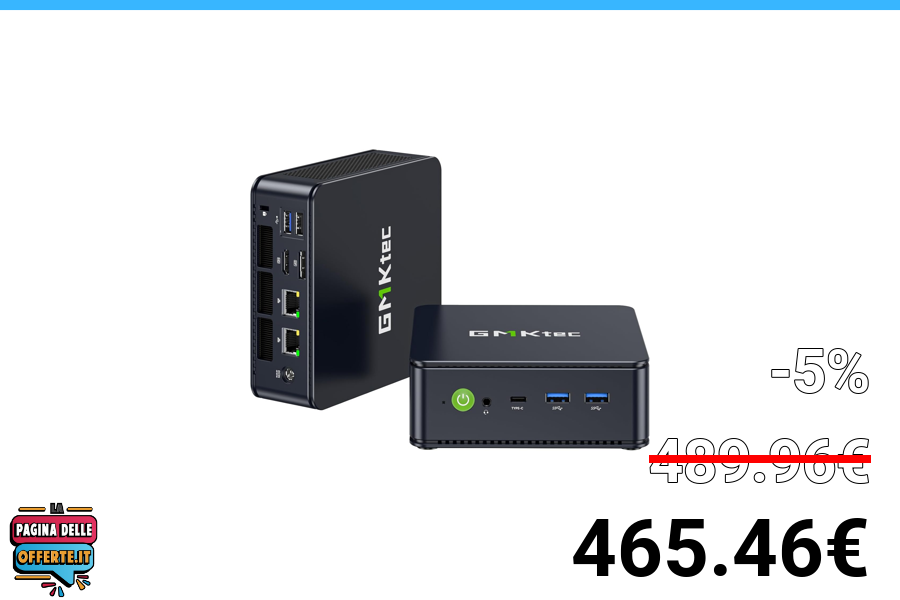 GMKtec
GMKtec
TYPE-C
-5%
489.96€
465.46€
LA
PAGINA DELLE
OFFERTE.IT